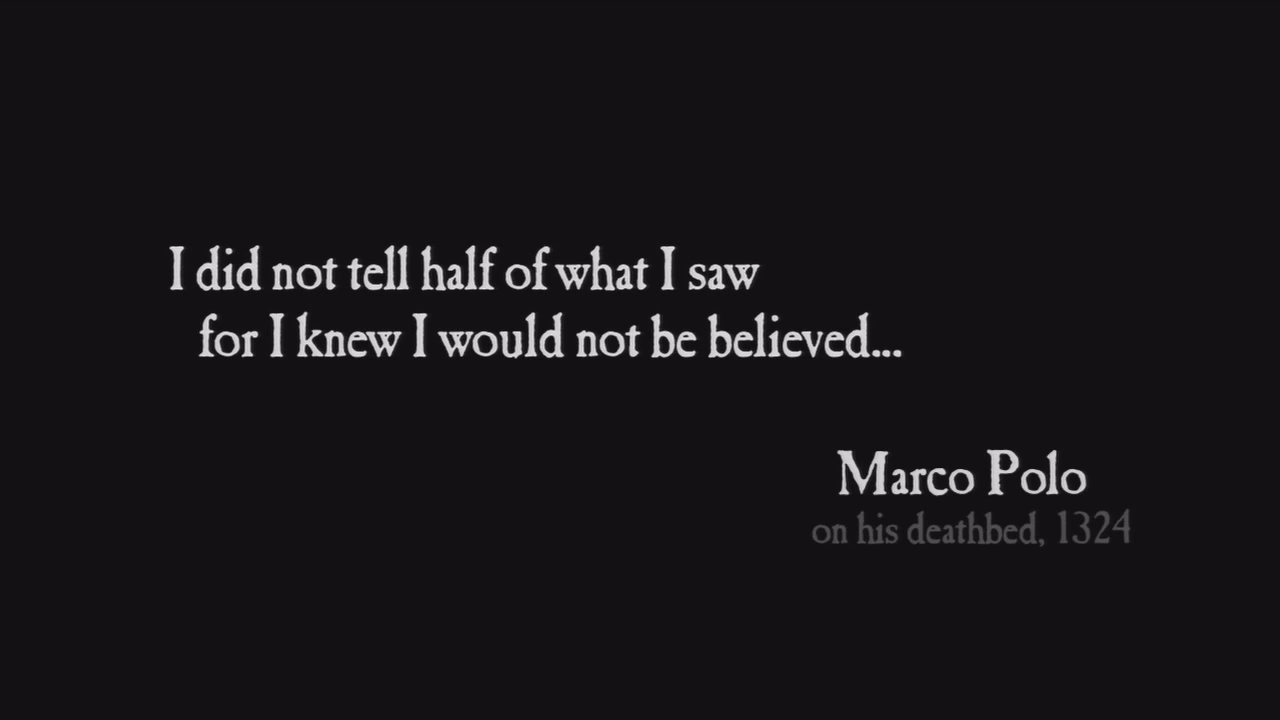 I did not tell half of what I saw
for I knew I would not be believed...
Marco Polo
on his deathbed, 1324